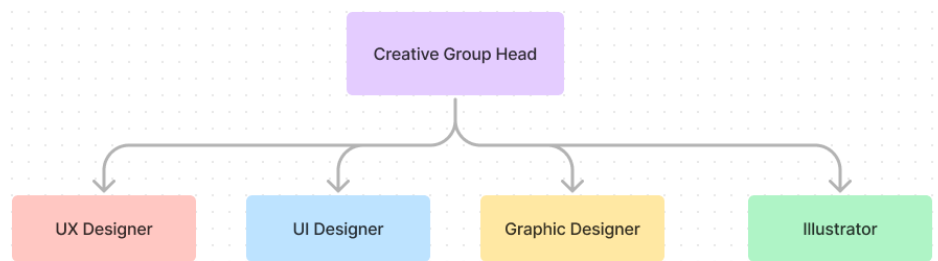 Creative Group Head
UX Designer
UI Designer
Graphic Designer
Illustrator